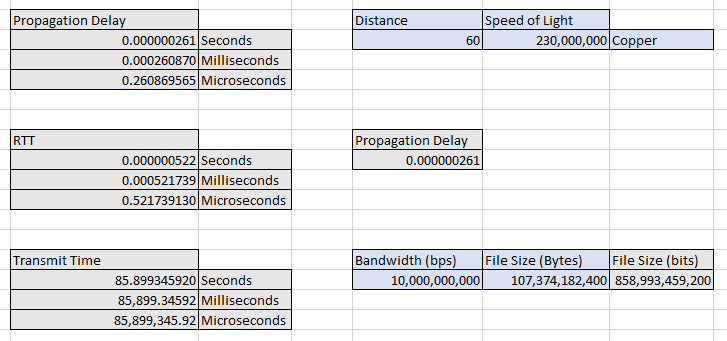 Propagation Delay Distance Speed of Light
0.000000261 Seconds 60 230,000,000 Copper
0.000260870 Milliseconds
0.260869565 Microseconds
RTT Propagation Delay
0.000000522 Seconds 0.000000261
0.000521739 Milliseconds
0.521739130 Microseconds
Transmit Time Bandwidth (bps) File Size (Bytes) File Size (bits)
85.899345920 Seconds 10,000,000,000 107,374,182,400 858,993,459,200
85,899.34592 Milliseconds
85,899,345.92 Microseconds